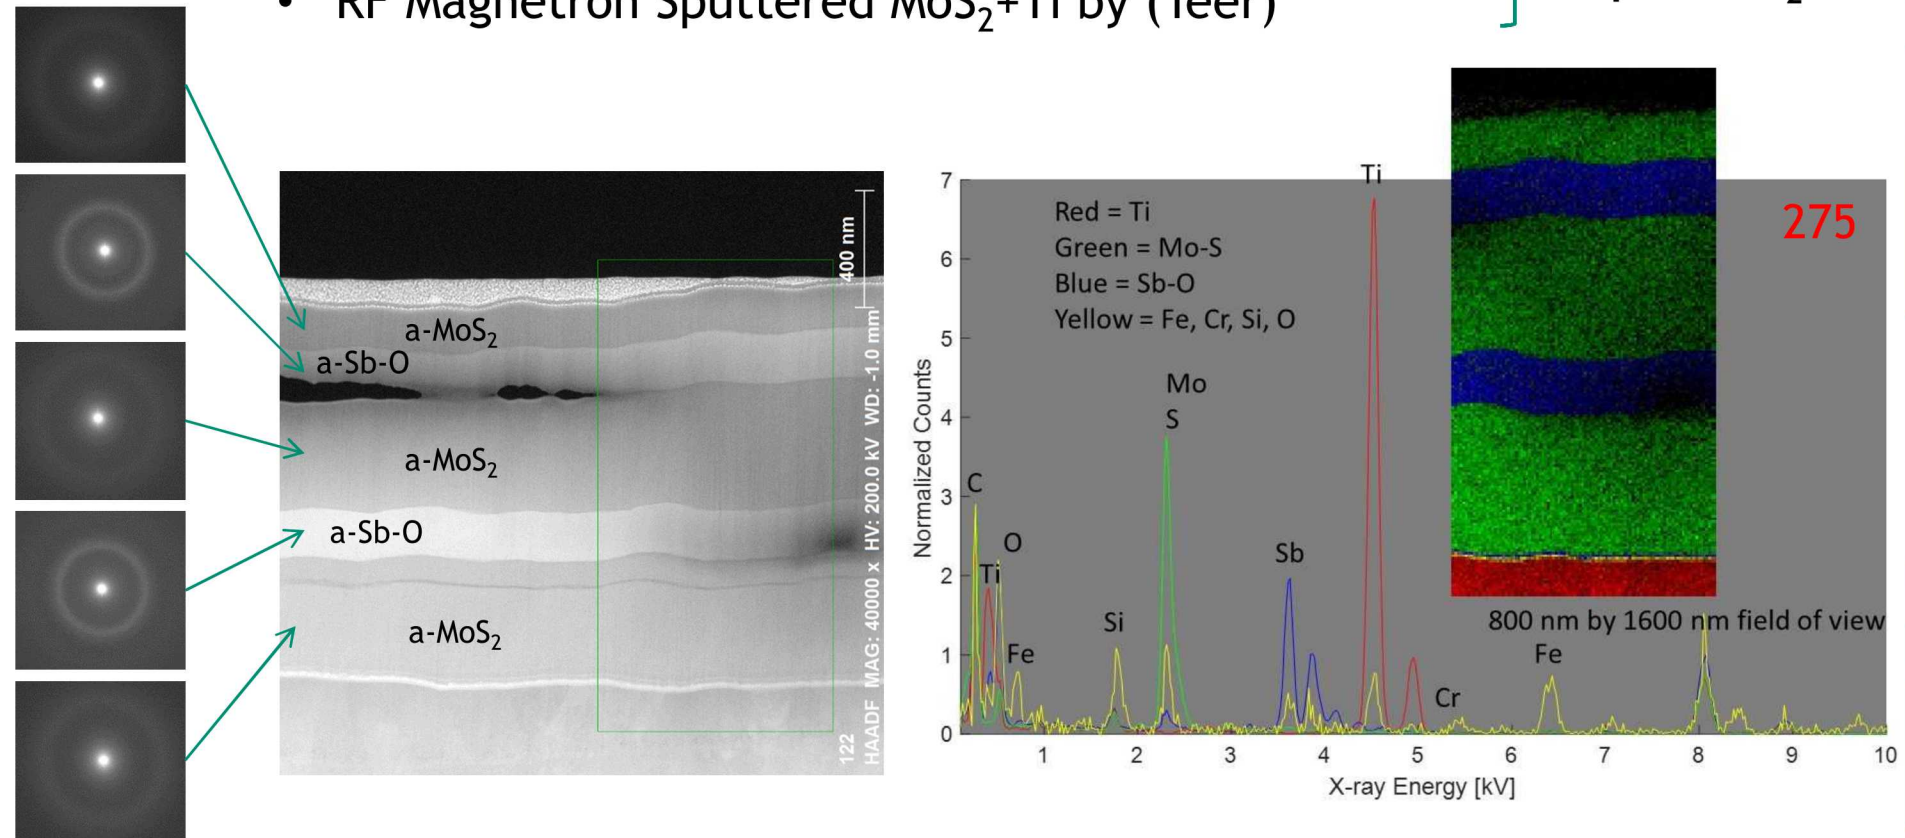 • RF Magnetron Sputtered MoS2+Ti by (Teer)
a-MoS2
a-Sb-O
a-MoS2
a-Sb-O
a-MoS2
400 nm
122
HAADF MAG: 40000 x HV: 200.0 kV WD: -1.0 mm
Red = Ti
Green = Mo-S
Blue = Sb-O
Yellow = Fe, Cr, Si, O
275
Ti
Mo
S
C
O
Ti
Fe
Si
Sb
Cr
Fe
800 nm by 1600 nm field of view
Normalized Counts
7
6
5
4
3
2
1
0
1 2 3 4 5 6 7 8 9 10
X-ray Energy [kV]